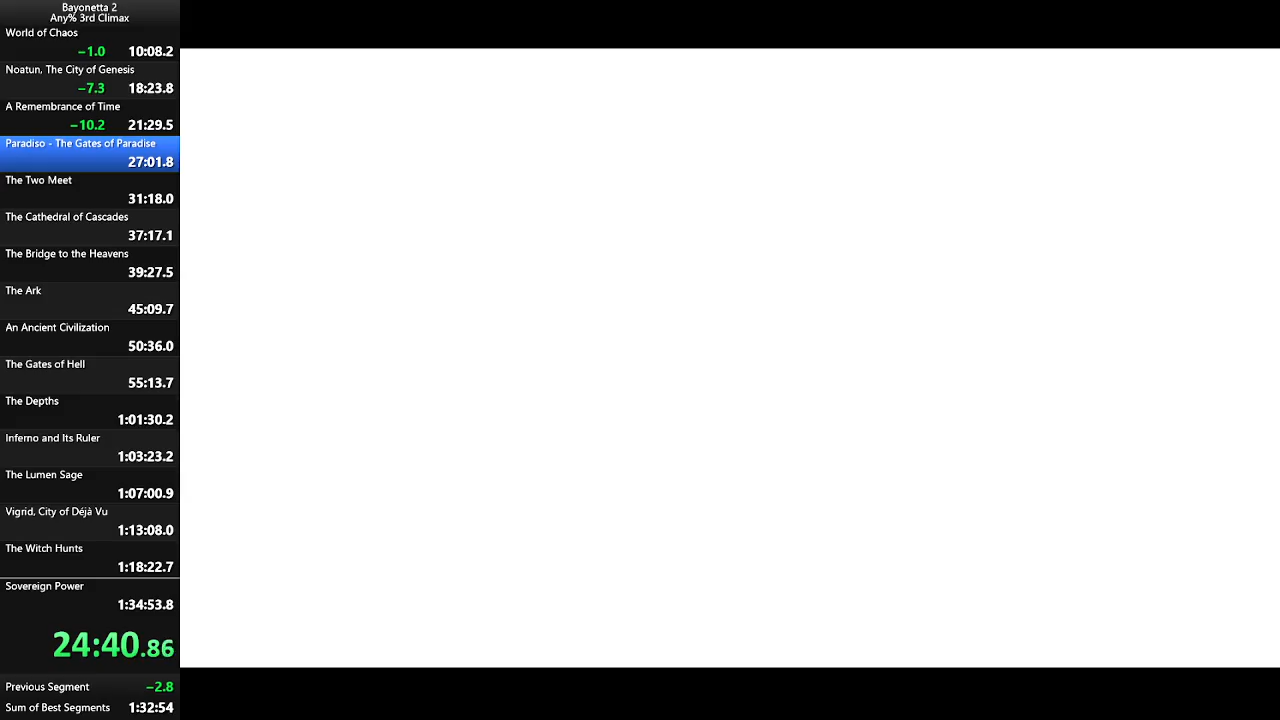 Bayonetta 2
Any% 3rd Climax
World of Chaos
−1.0 10:08.2
Noatun, The City of Genesis
−7.3 18:23.8
A Remembrance of Time
−10.2 21:29.5
Paradiso - The Gates of Paradise
27:01.8
The Two Meet
31:18.0
The Cathedral of Cascades
37:17.1
The Bridge to the Heavens
39:27.5
The Ark
45:09.7
An Ancient Civilization
50:36.0
The Gates of Hell
55:13.7
The Depths
1:01:30.2
Inferno and Its Ruler
1:03:23.2
The Lumen Sage
1:07:00.9
Vigrid, City of Déjà Vu
1:13:08.0
The Witch Hunts
1:18:22.7
Sovereign Power
1:34:53.8
24:40.86
Previous Segment −2.8
Sum of Best Segments 1:32:54